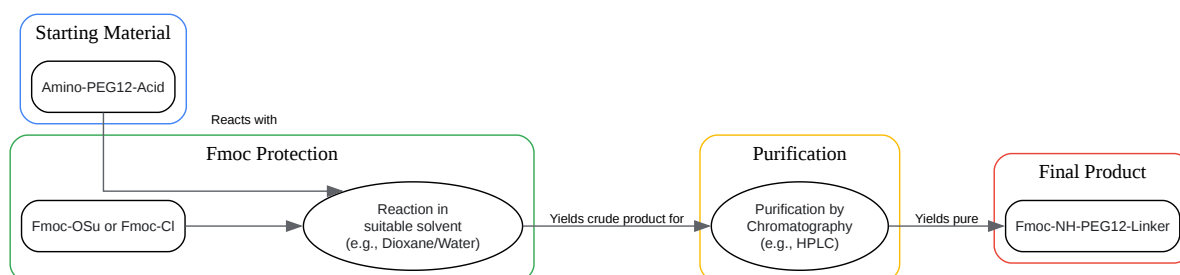 Starting Material
Amino-PEG12-Acid
Reacts with
Fmoc Protection
Fmoc-OSu or Fmoc-Cl
Reaction in
suitable solvent
(e.g., Dioxane/Water)
Yields crude product for
Purification
Purification by
Chromatography
(e.g., HPLC)
Yields pure
Final Product
Fmoc-NH-PEG12-Linker